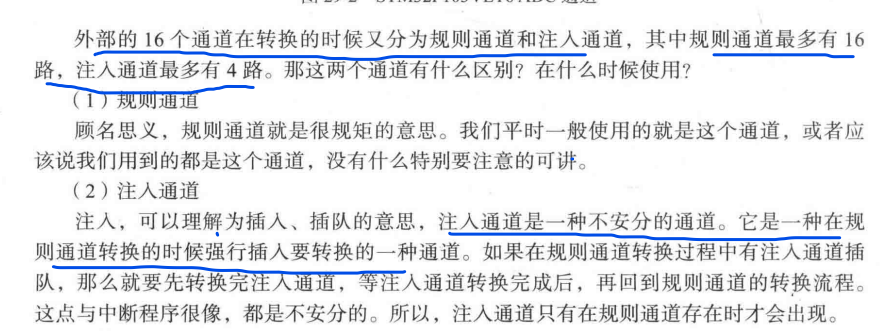 外部的 16 个通道在转换的时候又分为规则通道和注入通道，其中规则通道最多有 16
路，注入通道最多有 4 路。那这两个通道有什么区别？在什么时候使用？
（1）规则通道
顾名思义，规则通道就是很规矩的意思。我们平时一般使用的就是这个通道，或者应
该说我们用到的都是这个通道，没有什么特别要注意的可讲。
（2）注入通道
注入，可以理解为插入、插队的意思，注入通道是一种不安分的通道。它是一种在规
则通道转换的时候强行插入要转换的一种通道。如果在规则通道转换过程中有注入通道插
队，那么就要先转换完注入通道，等注入通道转换完成后，再回到规则通道的转换流程。
这点与中断程序很像，都是不安分的。所以，注入通道只有在规则通道存在时才会出现。